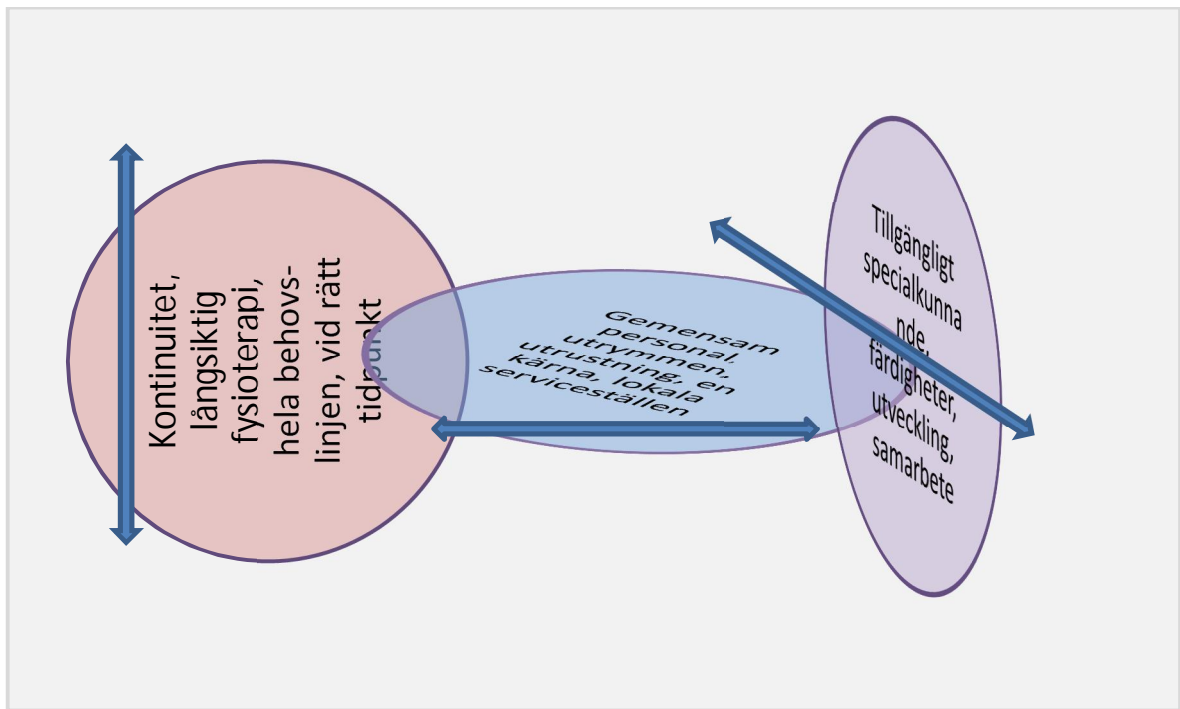 Kontinuitet,
långsiktig
fysioterapi,
hela behovs-
linjen, vid rätt
tidpunkt
Gemensam
personal,
utrymmen,
utrustning, en
kärna, lokala
serviceställen
Tillgängligt
specialkunna
nde,
färdigheter,
utveckling,
samarbete